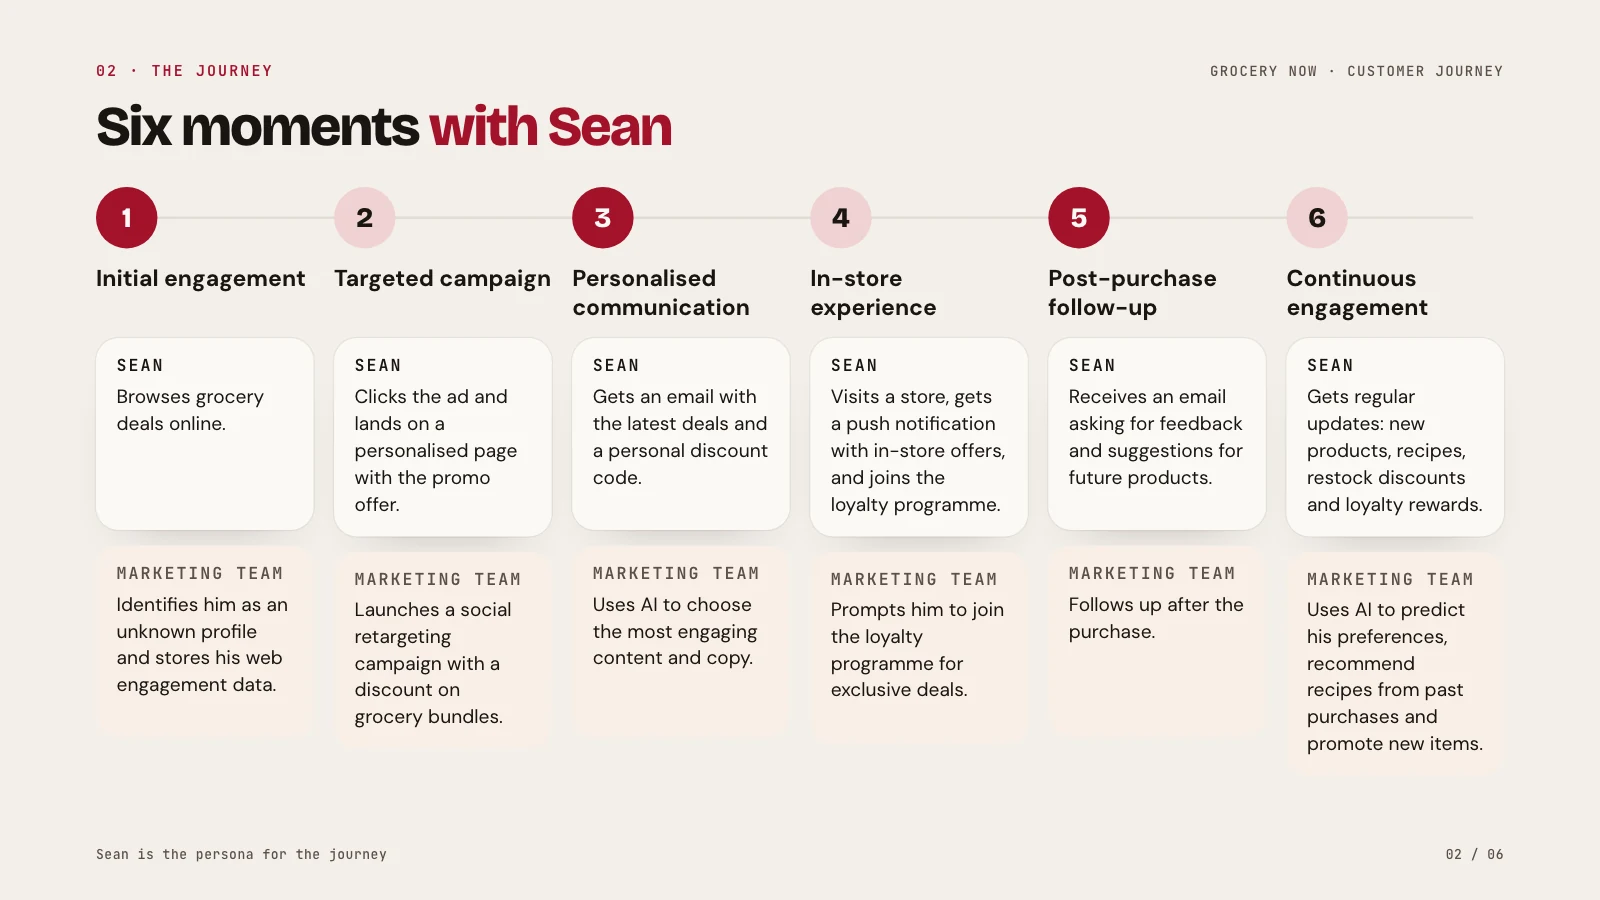 02 · THE JOURNEY
GROCERY NOW · CUSTOMER JOURNEY
Six moments with Sean
1
2
3
4
5
6
Initial engagement
Targeted campaign
Personalised
communication
In-store
experience
Post-purchase
follow-up
Continuous
engagement
SEAN
Browses grocery
deals online.
SEAN
Clicks the ad and
lands on a
personalised page
with the promo
offer.
SEAN
Gets an email with
the latest deals and
a personal discount
code.
SEAN
Visits a store, gets
a push notification
with in-store offers,
and joins the
loyalty programme.
SEAN
Receives an email
asking for feedback
and suggestions for
future products.
SEAN
Gets regular
updates: new
products, recipes,
restock discounts
and loyalty rewards.
MARKETING TEAM
Identifies him as an
unknown profile
and stores his web
engagement data.
MARKETING TEAM
Launches a social
retargeting
campaign with a
discount on
grocery bundles.
MARKETING TEAM
Uses AI to choose
the most engaging
content and copy.
MARKETING TEAM
Prompts him to join
the loyalty
programme for
exclusive deals.
MARKETING TEAM
Follows up after the
purchase.
MARKETING TEAM
Uses AI to predict
his preferences,
recommend
recipes from past
purchases and
promote new items.
Sean is the persona for the journey
02 / 06